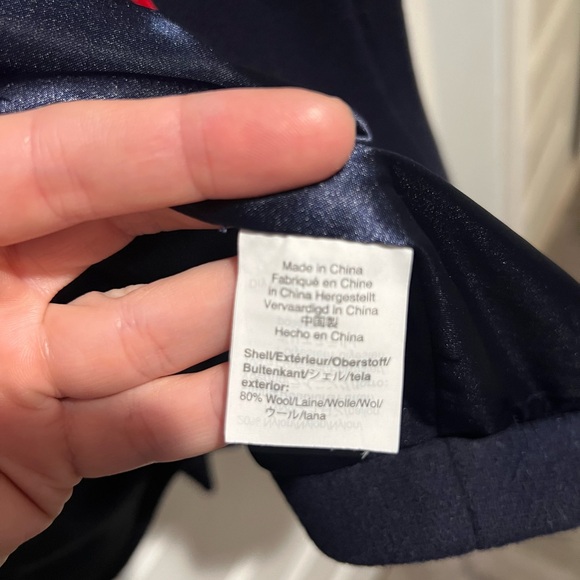 Made in China
Fabriqué en Chine
in China Hergestellt
Vervaardigd in China
中国製
Hecho en China
Shell/Extérieur/Oberstoff/
Buitenkant/シェル/tela
exterior:
80% Wool/Laine/Wolle/Wol/
ウール/lana